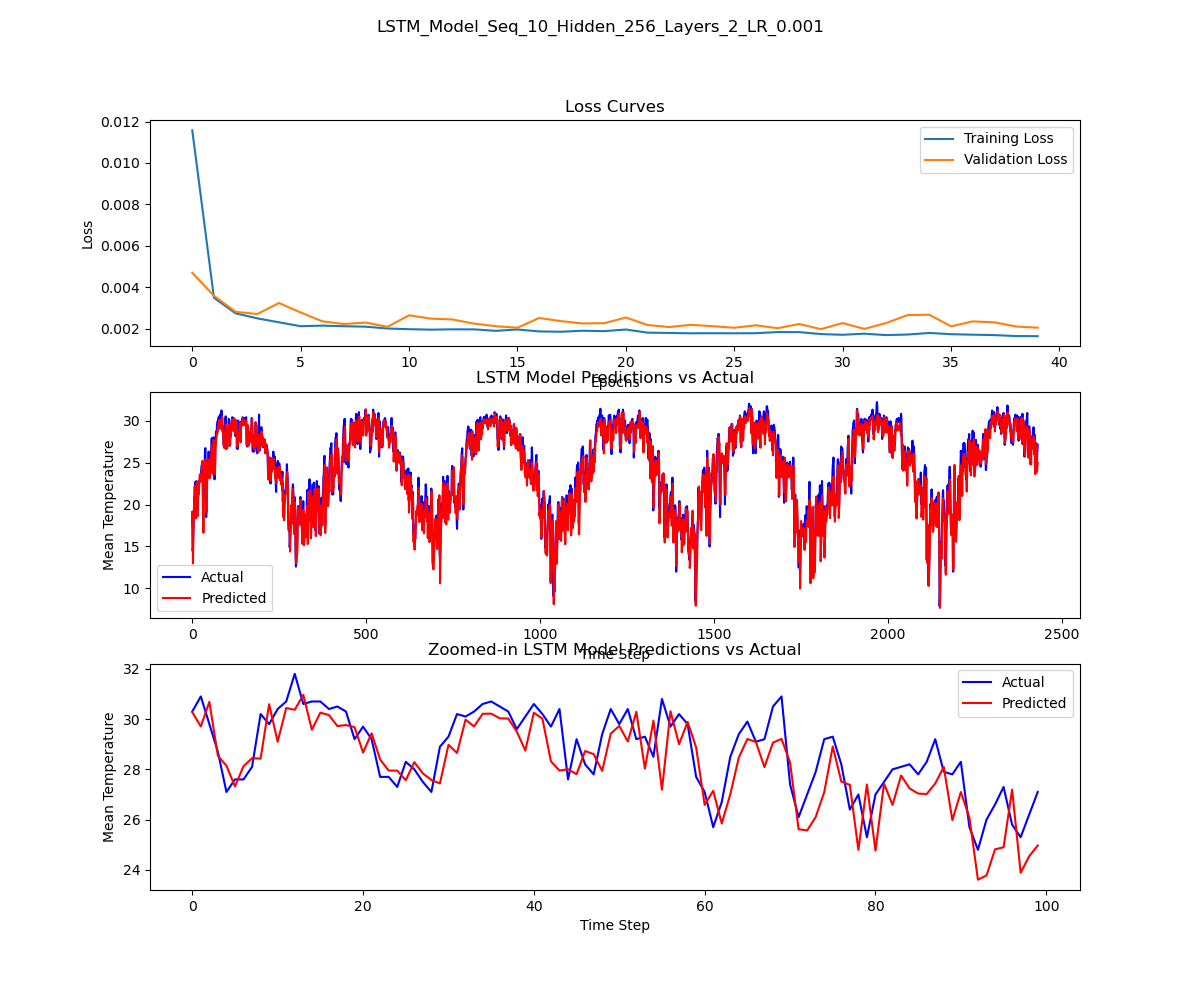 LSTM_Model_Seq_10_Hidden_256_Layers_2_LR_0.001
Loss Curves
0.012
0.010
0.008
0.006
0.004
0.002
Loss
Training Loss
Validation Loss
0 5 10 15 20 25 30 35 40
Epochs
LSTM Model Predictions vs Actual
30
25
20
15
10
Mean Temperature
Actual
Predicted
0 500 1000 1500 2000 2500
Time Step
Zoomed-in LSTM Model Predictions vs Actual
32
30
28
26
24
Mean Temperature
Actual
Predicted
0 20 40 60 80 100
Time Step